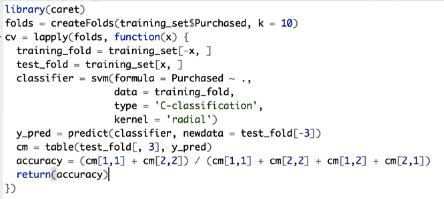 library(caret)
folds = createFolds(training_set$Purchased, k = 10)
cv = lapply(folds, function(x) {
  training_fold = training_set[-x, ]
  test_fold = training_set[x, ]
  classifier = svm(formula = Purchased ~ .,
                   data = training_fold,
                   type = 'C-classification',
                   kernel = 'radial')
  y_pred = predict(classifier, newdata = test_fold[-3])
  cm = table(test_fold[, 3], y_pred)
  accuracy = (cm[1,1] + cm[2,2]) / (cm[1,1] + cm[2,2] + cm[1,2] + cm[2,1])
  return(accuracy)
})